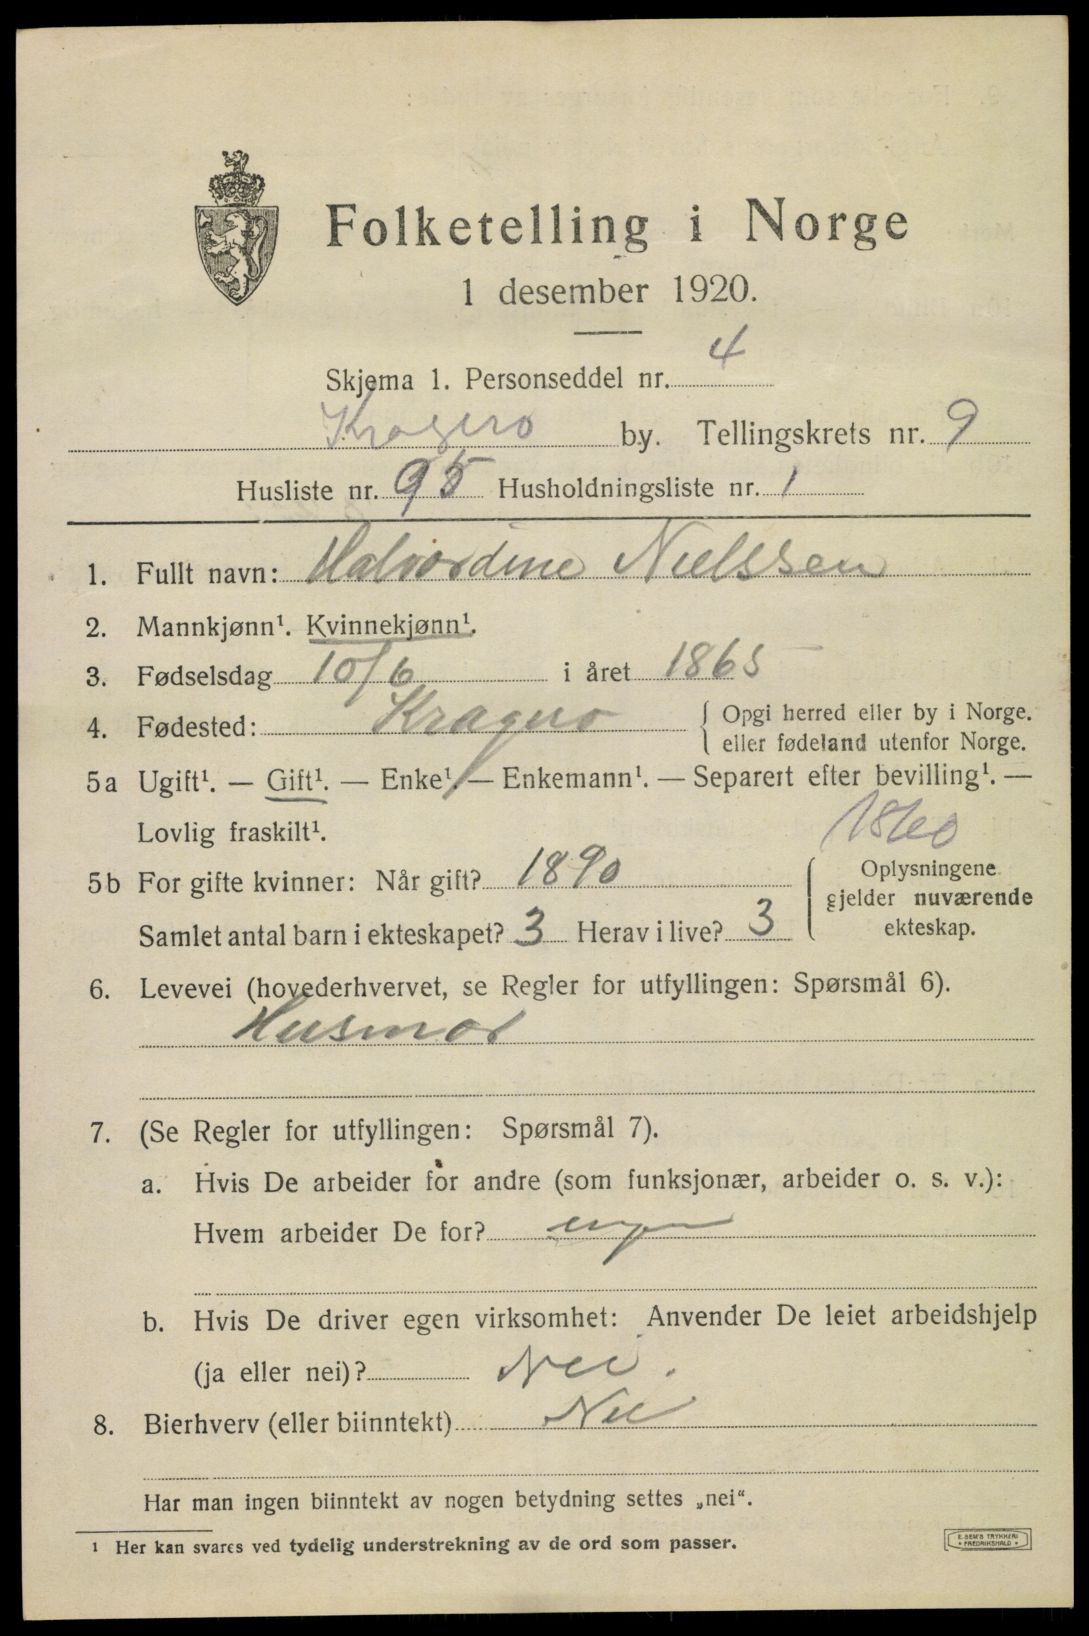 Folketelling i Norge
1 desember 1920.
Skjema 1. Personseddel nr. 4
Kragerø by. Tellingskrets nr. 9
Husliste nr. 95 Husholdningsliste nr. 1
1. Fullt navn: Halvordine Nielssen
2. Mannkjønn¹. Kvinnekjønn¹.
3. Fødselsdag 10/6 i året 1865
4. Fødested: Kragerø { Opgi herred eller by i Norge.
eller fødeland utenfor Norge.
5a Ugift¹. — Gift¹. — Enke¹. — Enkemann¹. — Separert efter bevilling¹. —
Lovlig fraskilt¹. 1860
5b For gifte kvinner: Når gift? 1890 Oplysningene
gjelder nuværende
Samlet antal barn i ekteskapet? 3 Herav i live? 3 ekteskap.
6. Levevei (hovederhvervet, se Regler for utfyllingen: Spørsmål 6).
Husmor
7. (Se Regler for utfyllingen: Spørsmål 7).
a. Hvis De arbeider for andre (som funksjonær, arbeider o. s. v.):
Hvem arbeider De for? ingen
b. Hvis De driver egen virksomhet: Anvender De leiet arbeidshjelp
(ja eller nei)? Nei.
8. Bierhverv (eller biinntekt) Nei
Har man ingen biinntekt av nogen betydning settes „nei“.
¹ Her kan svares ved tydelig understrekning av de ord som passer.
E. SEM'S TRYKKERI
FREDRIKSHALD